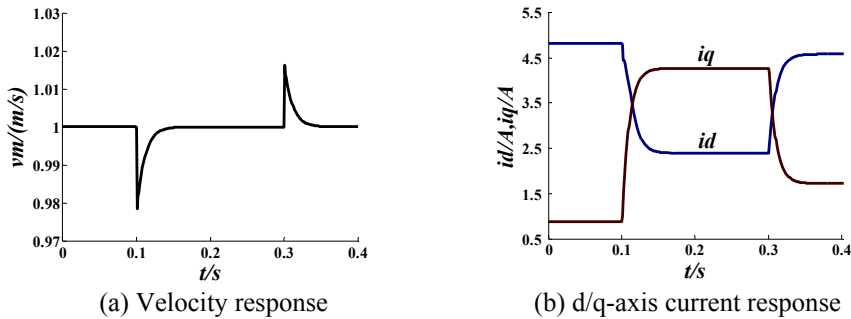 1.03
1.02
1.01
1
0.99
0.98
0.97
0
0.1
0.2
0.3
0.4
vm/(m/s)
t/s
(a) Velocity response
4.5
3.5
2.5
1.5
0.5
0
0.1
0.2
0.3
0.4
id/A,iq/A
iq
id
t/s
(b) d/q-axis current response